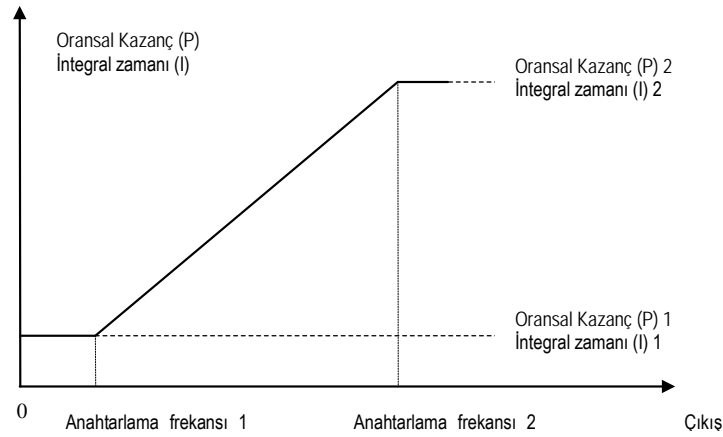 Oransal Kazanç (P)
İntegral zamanı (I)
Oransal Kazanç (P) 2
İntegral zamanı (I) 2
Oransal Kazanç (P) 1
İntegral zamanı (I) 1
0
Anahtarlama frekansı 1
Anahtarlama frekansı 2
Çıkış